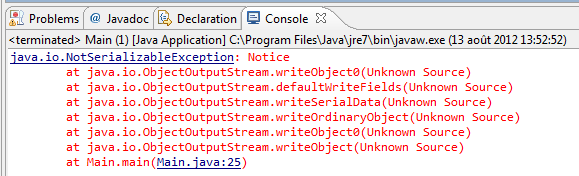 Problems @ Javadoc Declaration Console
<terminated> Main (1) [Java Application] C:\Program Files\Java\jre7\bin\javaw.exe (13 août 2012 13:52:52)
java.io.NotSerializableException: Notice
at java.io.ObjectOutputStream.writeObject0(Unknown Source)
at java.io.ObjectOutputStream.defaultWriteFields(Unknown Source)
at java.io.ObjectOutputStream.writeSerialData(Unknown Source)
at java.io.ObjectOutputStream.writeOrdinaryObject(Unknown Source)
at java.io.ObjectOutputStream.writeObject0(Unknown Source)
at java.io.ObjectOutputStream.writeObject(Unknown Source)
at Main.main(Main.java:25)